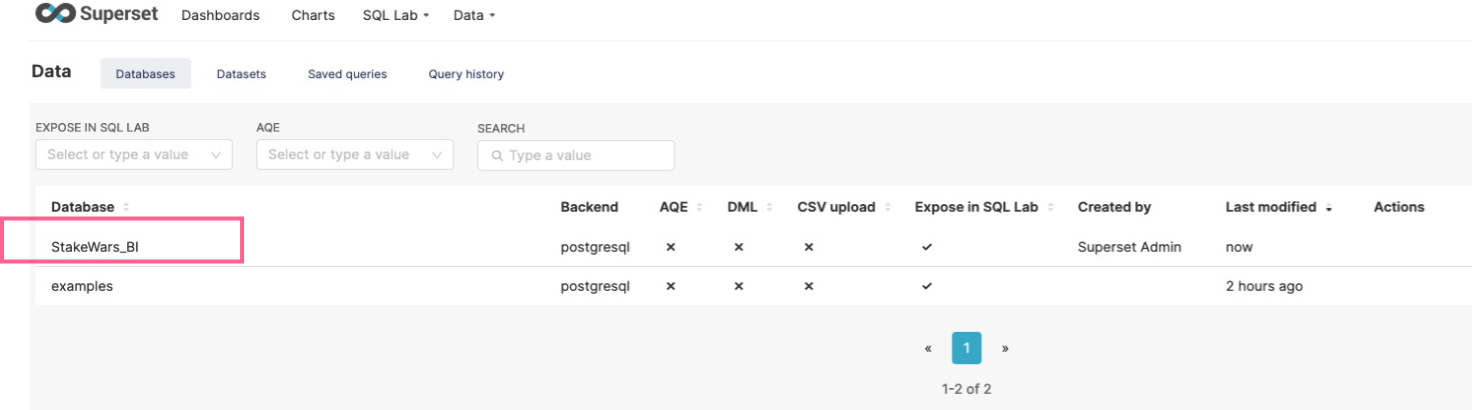 Superset Dashboards Charts SQL Lab Data
Data Databases Datasets Saved queries Query history
EXPOSE IN SQL LAB AQE SEARCH
Select or type a value Select or type a value Type a value
Database Backend AQE DML CSV upload Expose in SQL Lab Created by Last modified Actions
StakeWars_BI postgresql × × × ✓ Superset Admin now
examples postgresql × × × ✓ 2 hours ago
« 1 »
1-2 of 2